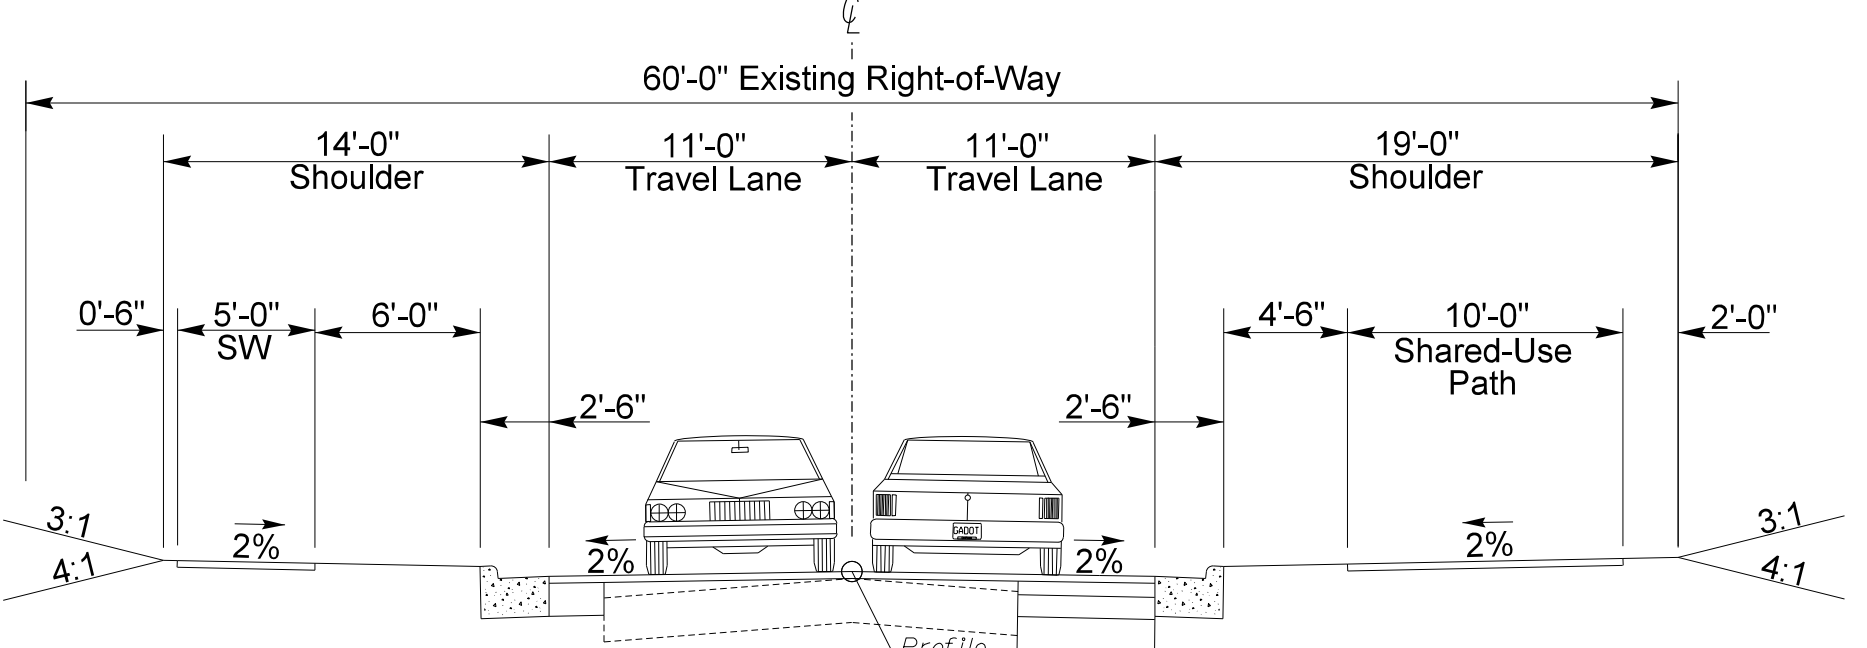 ℄
60'-0" Existing Right-of-Way
14'-0"
Shoulder
11'-0"
Travel Lane
11'-0"
Travel Lane
19'-0"
Shoulder
0'-6"
5'-0"
SW
6'-0"
4'-6"
10'-0"
Shared-Use
Path
2'-0"
2'-6"
2'-6"
3:1
4:1
2%
2%
GADOT
2%
2%
3:1
4:1
Profile